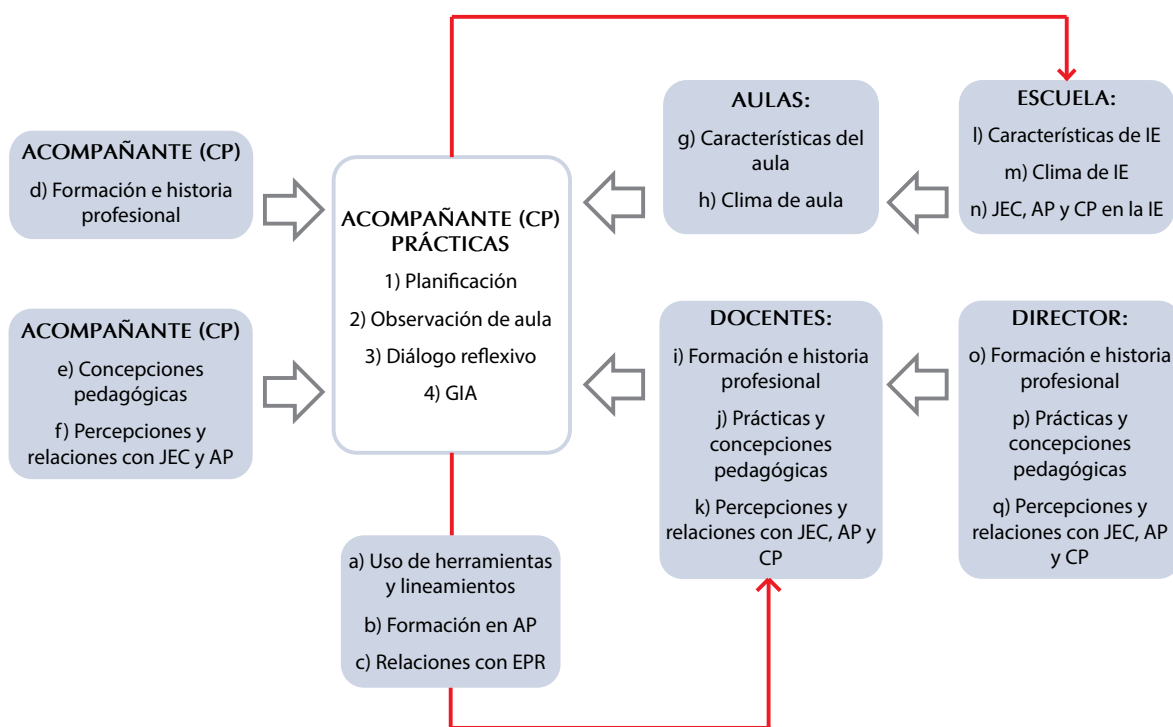 ACOMPAÑANTE (CP)
d) Formación e historia
profesional
ACOMPAÑANTE (CP)
e) Concepciones
pedagógicas
f) Percepciones y
relaciones con JEC y AP
ACOMPAÑANTE (CP)
PRÁCTICAS
1) Planificación
2) Observación de aula
3) Diálogo reflexivo
4) GIA
a) Uso de herramientas
y lineamientos
b) Formación en AP
c) Relaciones con EPR
AULAS:
g) Características del
aula
h) Clima de aula
DOCENTES:
i) Formación e historia
profesional
j) Prácticas y
concepciones
pedagógicas
k) Percepciones y
relaciones con JEC, AP y
CP
ESCUELA:
l) Características de IE
m) Clima de IE
n) JEC, AP y CP en la IE
DIRECTOR:
o) Formación e historia
profesional
p) Prácticas y
concepciones
pedagógicas
q) Percepciones y
relaciones con JEC, AP
y CP